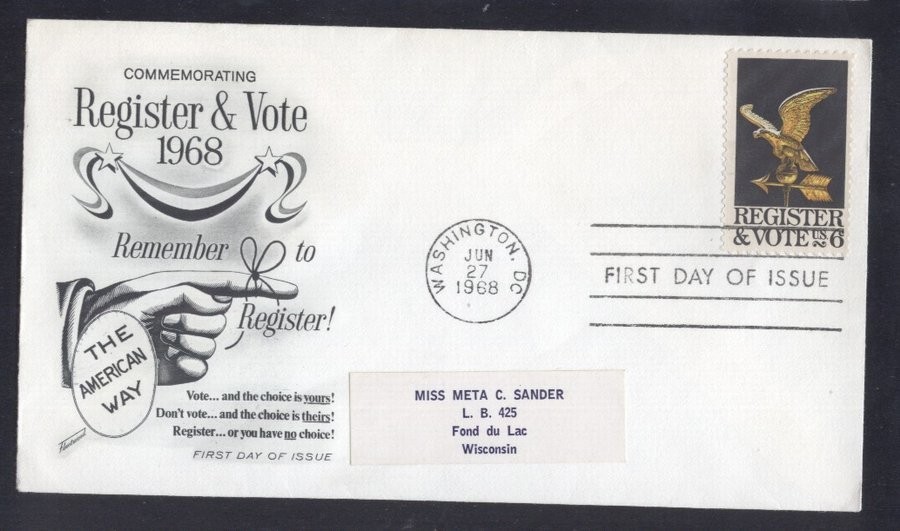 COMMEMORATING
Register & Vote
1968
Remember to
Register!
THE
AMERICAN
WAY
Vote... and the choice is yours!
Don't vote... and the choice is theirs!
Register... or you have no choice!
Fleetwood
FIRST DAY OF ISSUE
WASHINGTON, DC
JUN
27
1968
REGISTER
& VOTE US 6c
FIRST DAY OF ISSUE
MISS META C. SANDER
L. B. 425
Fond du Lac
Wisconsin